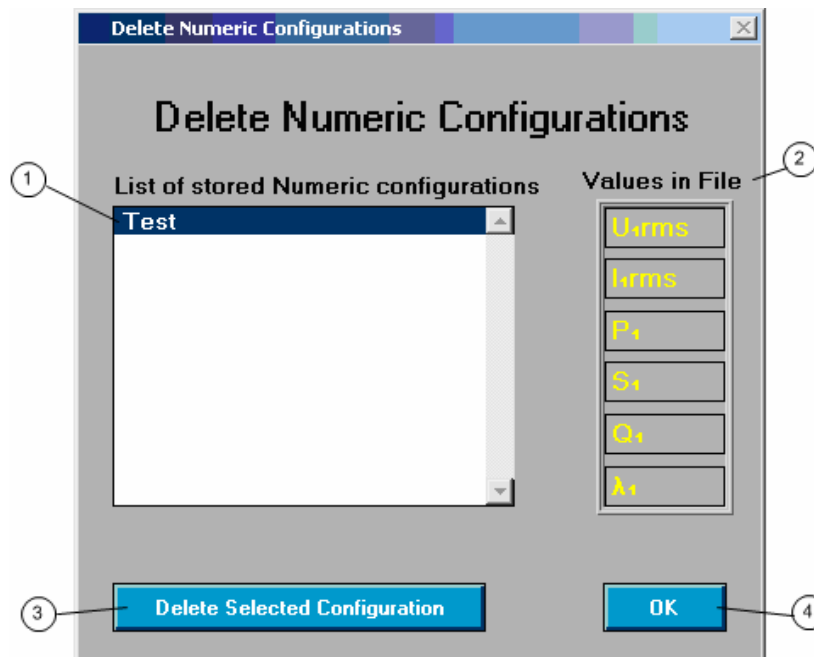 Delete Numeric Configurations
Delete Numeric Configurations
1
List of stored Numeric configurations
Test
2
Values in File
U₁rms
I₁rms
P₁
S₁
Q₁
λ₁
3
Delete Selected Configuration
OK
4